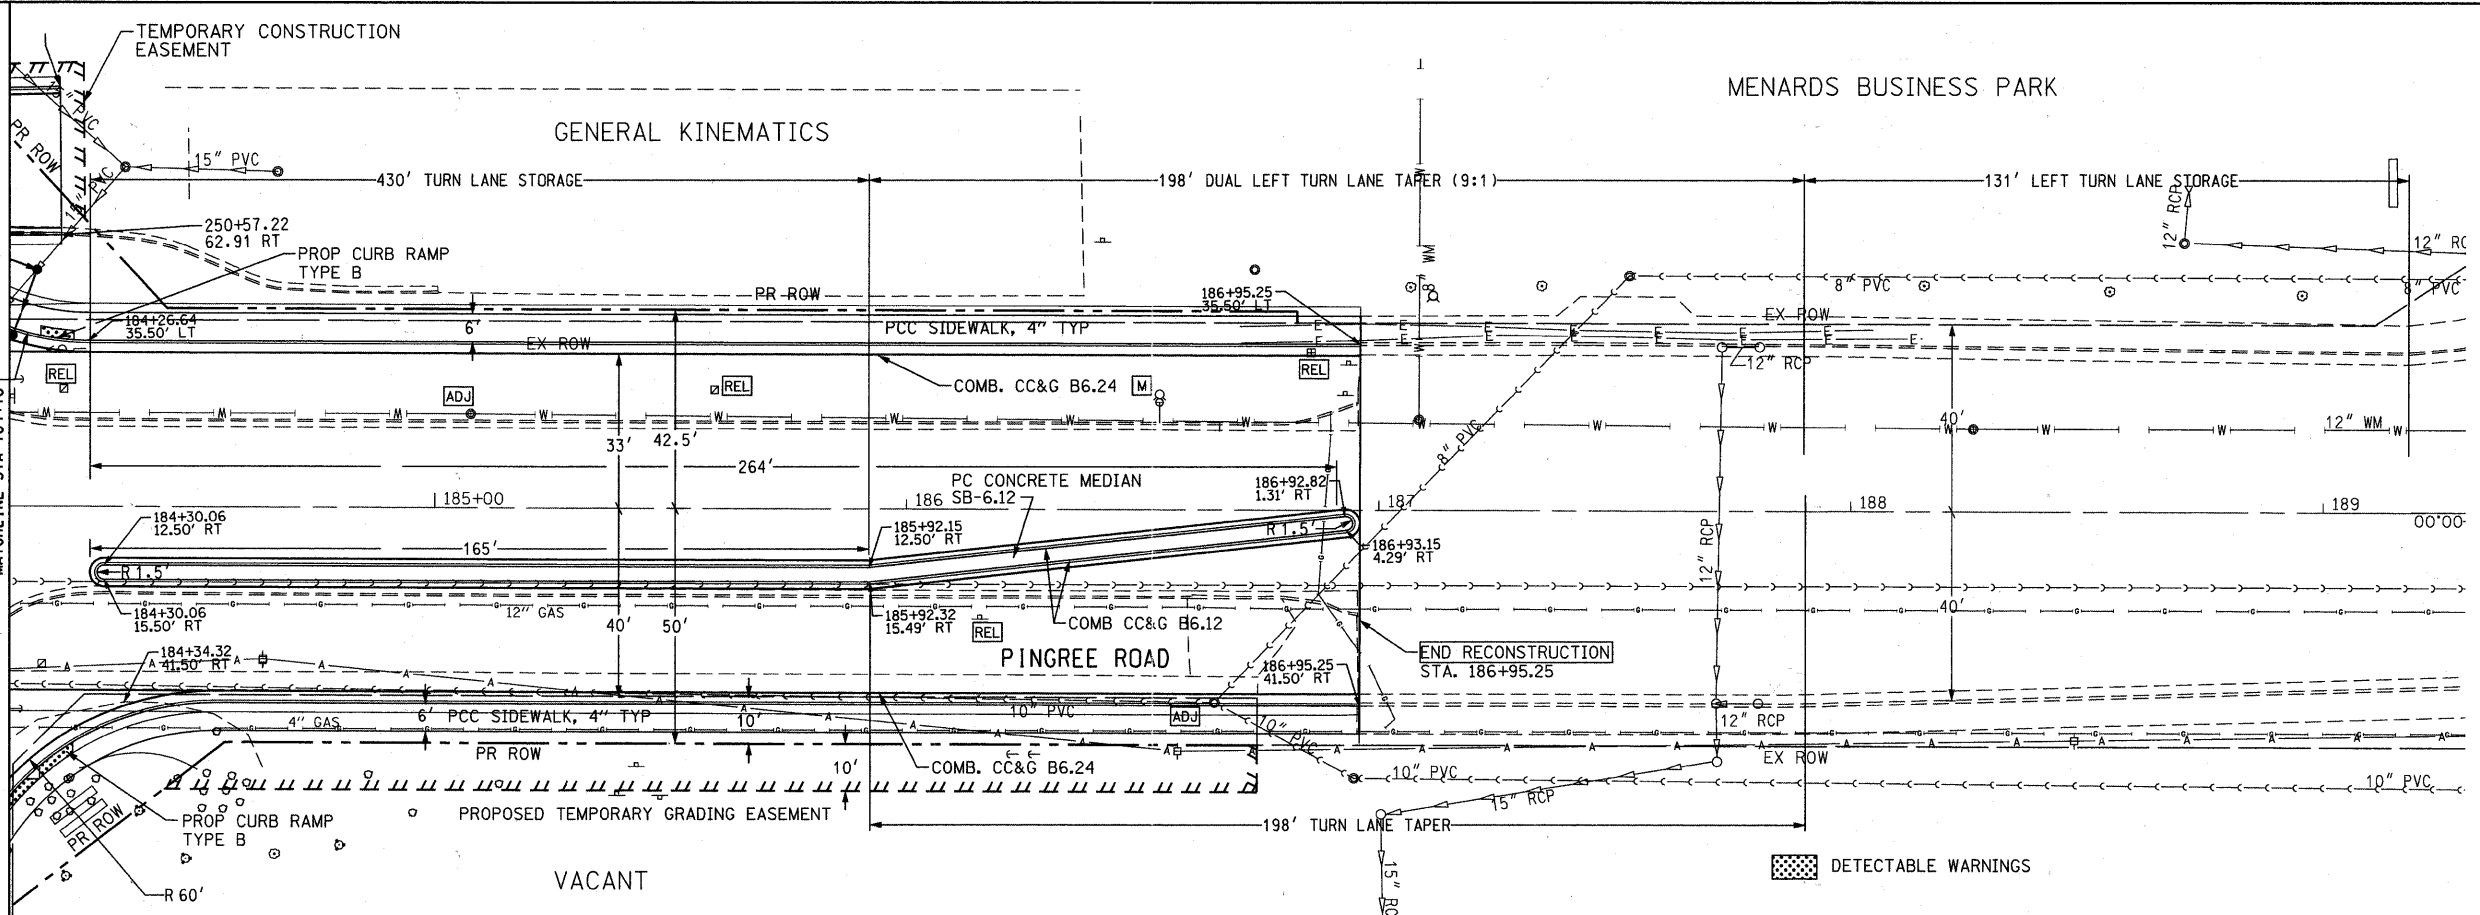 TEMPORARY CONSTRUCTION
EASEMENT
MENARDS BUSINESS PARK
GENERAL KINEMATICS
15" PVC
PR ROW
15" PVC
15" PVC
430' TURN LANE STORAGE
198' DUAL LEFT TURN LANE TAPER (9:1)
131' LEFT TURN LANE STORAGE
250+57.22
62.91 RT
PROP CURB RAMP
TYPE B
8" WM
12" RCP
8" PVC
PR ROW
186+95.25
35.50' LT
184+26.64
35.50' LT
6'
PCC SIDEWALK, 4" TYP
EX ROW
EX ROW
12" RCP
REL
ADJ
REL
COMB. CC&G B6.24
M
REL
33'
42.5'
8" PVC
40'
12" WM
264'
PC CONCRETE MEDIAN
SB-6.12
186+92.82
1.31' RT
185+00
186
187
188
189
184+30.06
12.50' RT
185+92.15
12.50' RT
R 1.5'
165'
186+93.15
4.29' RT
R 1.5'
12" RCP
184+30.06
15.50' RT
12" GAS
40'
50'
185+92.32
15.49' RT
REL
COMB CC&G B6.12
40'
END RECONSTRUCTION
STA. 186+95.25
PINGREE ROAD
184+34.32
41.50' RT
186+95.25
41.50' RT
4" GAS
6' PCC SIDEWALK, 4" TYP
10'
10" PVC
ADJ
10" PVC
12" RCP
PR ROW
COMB. CC&G B6.24
10'
10" PVC
EX ROW
10" PVC
PROPOSED TEMPORARY GRADING EASEMENT
15" RCP
PR ROW
PROP CURB RAMP
TYPE B
198' TURN LANE TAPER
R 60'
VACANT
DETECTABLE WARNINGS